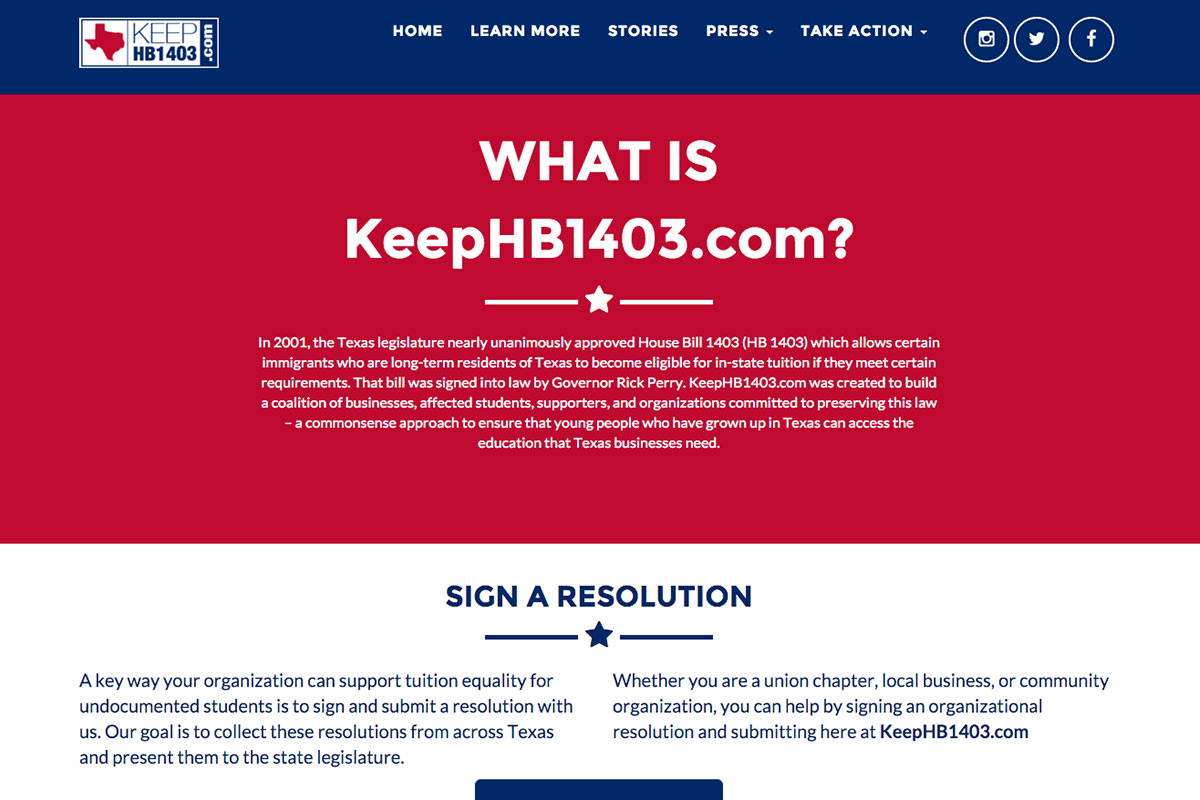 KEEP
HB1403
.com
HOME LEARN MORE STORIES PRESS TAKE ACTION
WHAT IS
KeepHB1403.com?
In 2001, the Texas legislature nearly unanimously approved House Bill 1403 (HB 1403) which allows certain
immigrants who are long-term residents of Texas to become eligible for in-state tuition if they meet certain
requirements. That bill was signed into law by Governor Rick Perry. KeepHB1403.com was created to build
a coalition of businesses, affected students, supporters, and organizations committed to preserving this law
– a commonsense approach to ensure that young people who have grown up in Texas can access the
education that Texas businesses need.
SIGN A RESOLUTION
A key way your organization can support tuition equality for
undocumented students is to sign and submit a resolution with
us. Our goal is to collect these resolutions from across Texas
and present them to the state legislature.
Whether you are a union chapter, local business, or community
organization, you can help by signing an organizational
resolution and submitting here at KeepHB1403.com